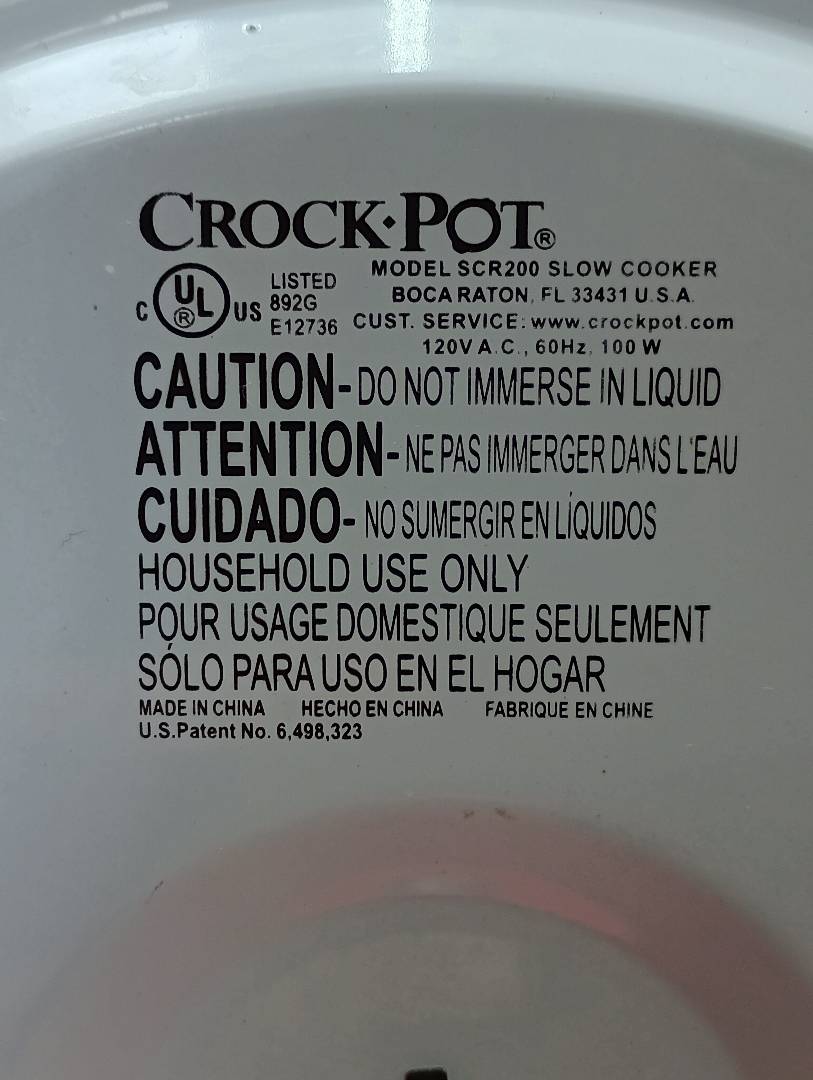 CROCK·POT®
C UL® US LISTED 892G E12736
MODEL SCR200 SLOW COOKER
BOCA RATON, FL 33431 U.S.A.
CUST. SERVICE: www.crockpot.com
120V A.C., 60Hz, 100 W
CAUTION- DO NOT IMMERSE IN LIQUID
ATTENTION- NE PAS IMMERGER DANS L'EAU
CUIDADO- NO SUMERGIR EN LÍQUIDOS
HOUSEHOLD USE ONLY
POUR USAGE DOMESTIQUE SEULEMENT
SÓLO PARA USO EN EL HOGAR
MADE IN CHINA HECHO EN CHINA FABRIQUE EN CHINE
U.S.Patent No. 6,498,323